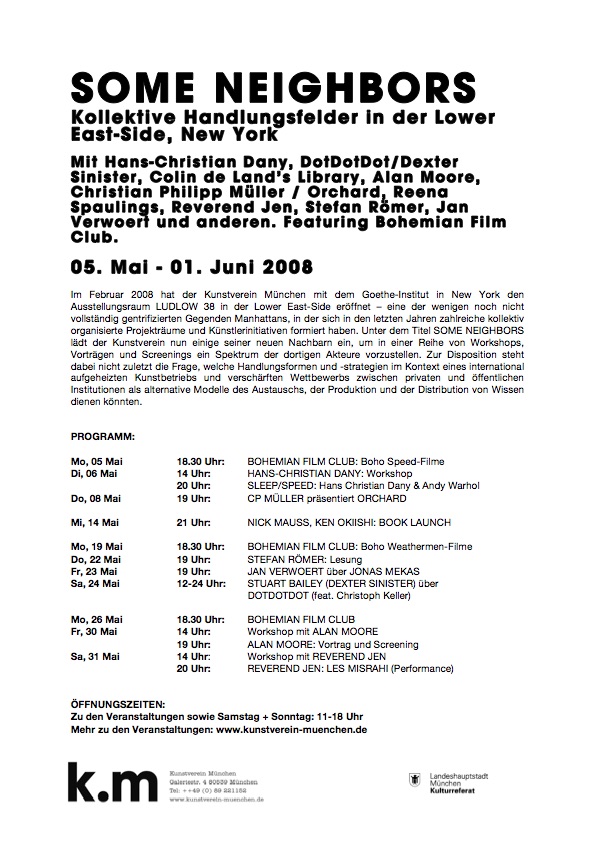 SOME NEIGHBORS
Kollektive Handlungsfelder in der Lower
East-Side, New York
Mit Hans-Christian Dany, DotDotDot/Dexter
Sinister, Colin de Land's Library, Alan Moore,
Christian Philipp Müller / Orchard, Reena
Spaulings, Reverend Jen, Stefan Römer, Jan
Verwoert und anderen. Featuring Bohemian Film
Club.
05. Mai - 01. Juni 2008
Im Februar 2008 hat der Kunstverein München mit dem Goethe-Institut in New York den
Ausstellungsraum LUDLOW 38 in der Lower East-Side eröffnet – eine der wenigen noch nicht
vollständig gentrifizierten Gegenden Manhattans, in der sich in den letzten Jahren zahlreiche kollektiv
organisierte Projekträume und Künstlerinitiativen formiert haben. Unter dem Titel SOME NEIGHBORS
lädt der Kunstverein nun einige seiner neuen Nachbarn ein, um in einer Reihe von Workshops,
Vorträgen und Screenings ein Spektrum der dortigen Akteure vorzustellen. Zur Disposition steht
dabei nicht zuletzt die Frage, welche Handlungsformen und -strategien im Kontext eines international
aufgeheizten Kunstbetriebs und verschärften Wettbewerbs zwischen privaten und öffentlichen
Institutionen als alternative Modelle des Austauschs, der Produktion und der Distribution von Wissen
dienen könnten.
PROGRAMM:
Mo, 05 Mai 18.30 Uhr: BOHEMIAN FILM CLUB: Boho Speed-Filme
Di, 06 Mai 14 Uhr: HANS-CHRISTIAN DANY: Workshop
20 Uhr: SLEEP/SPEED: Hans Christian Dany & Andy Warhol
Do, 08 Mai 19 Uhr: CP MÜLLER präsentiert ORCHARD
Mi, 14 Mai 21 Uhr: NICK MAUSS, KEN OKIISHI: BOOK LAUNCH
Mo, 19 Mai 18.30 Uhr: BOHEMIAN FILM CLUB: Boho Weathermen-Filme
Do, 22 Mai 19 Uhr: STEFAN RÖMER: Lesung
Fr, 23 Mai 19 Uhr: JAN VERWOERT über JONAS MEKAS
Sa, 24 Mai 12-24 Uhr: STUART BAILEY (DEXTER SINISTER) über
DOTDOTDOT (feat. Christoph Keller)
Mo, 26 Mai 18.30 Uhr: BOHEMIAN FILM CLUB
Fr, 30 Mai 14 Uhr: Workshop mit ALAN MOORE
19 Uhr: ALAN MOORE: Vortrag und Screening
Sa, 31 Mai 14 Uhr: Workshop mit REVEREND JEN
20 Uhr: REVEREND JEN: LES MISRAHI (Performance)
ÖFFNUNGSZEITEN:
Zu den Veranstaltungen sowie Samstag + Sonntag: 11-18 Uhr
Mehr zu den Veranstaltungen: www.kunstverein-muenchen.de
k.m
Kunstverein München
Galeriestr. 4 80539 München
Tel: ++49 (0) 89 221152
www.kunstverein-muenchen.de
Landeshauptstadt
München
Kulturreferat